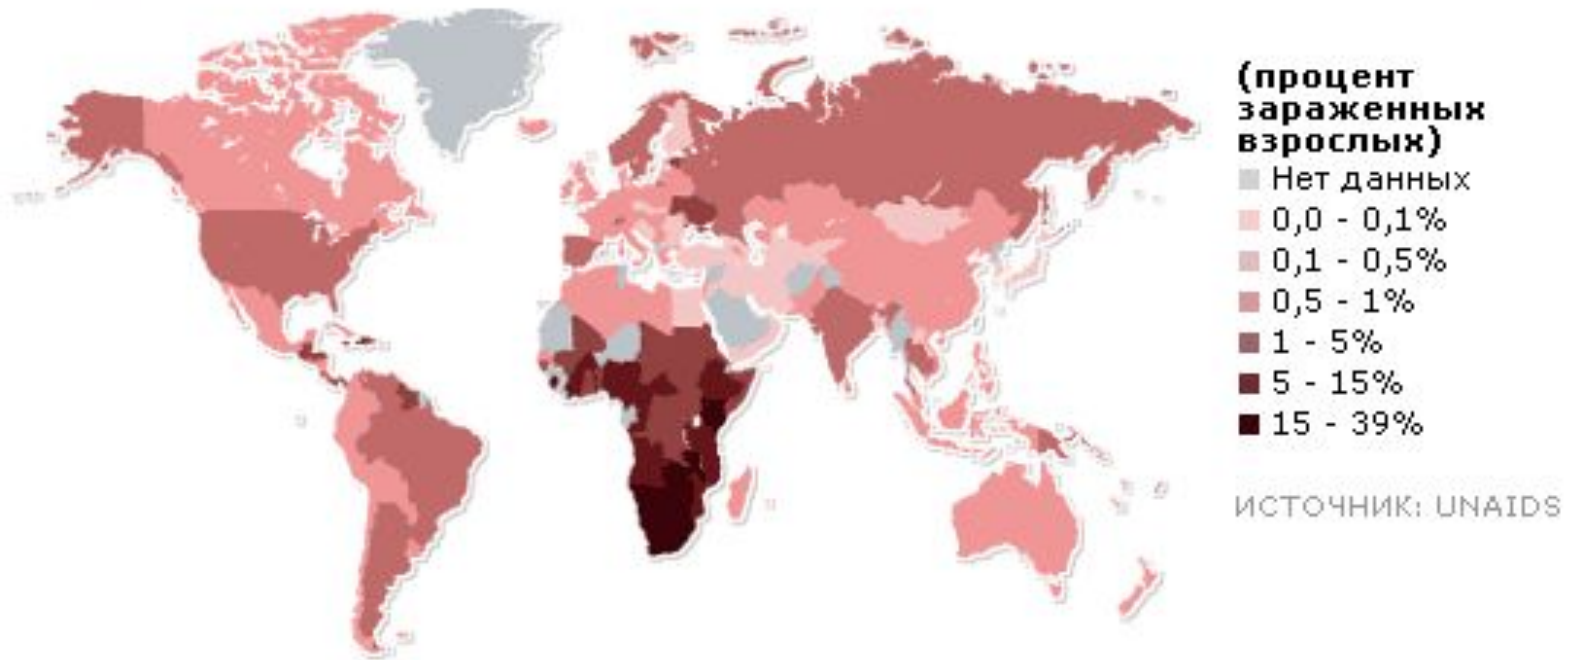 (процент
зараженных
взрослых)
Нет данных
0,0 - 0,1%
0,1 - 0,5%
0,5 - 1%
1 - 5%
5 - 15%
15 - 39%
ИСТОЧНИК: UNAIDS